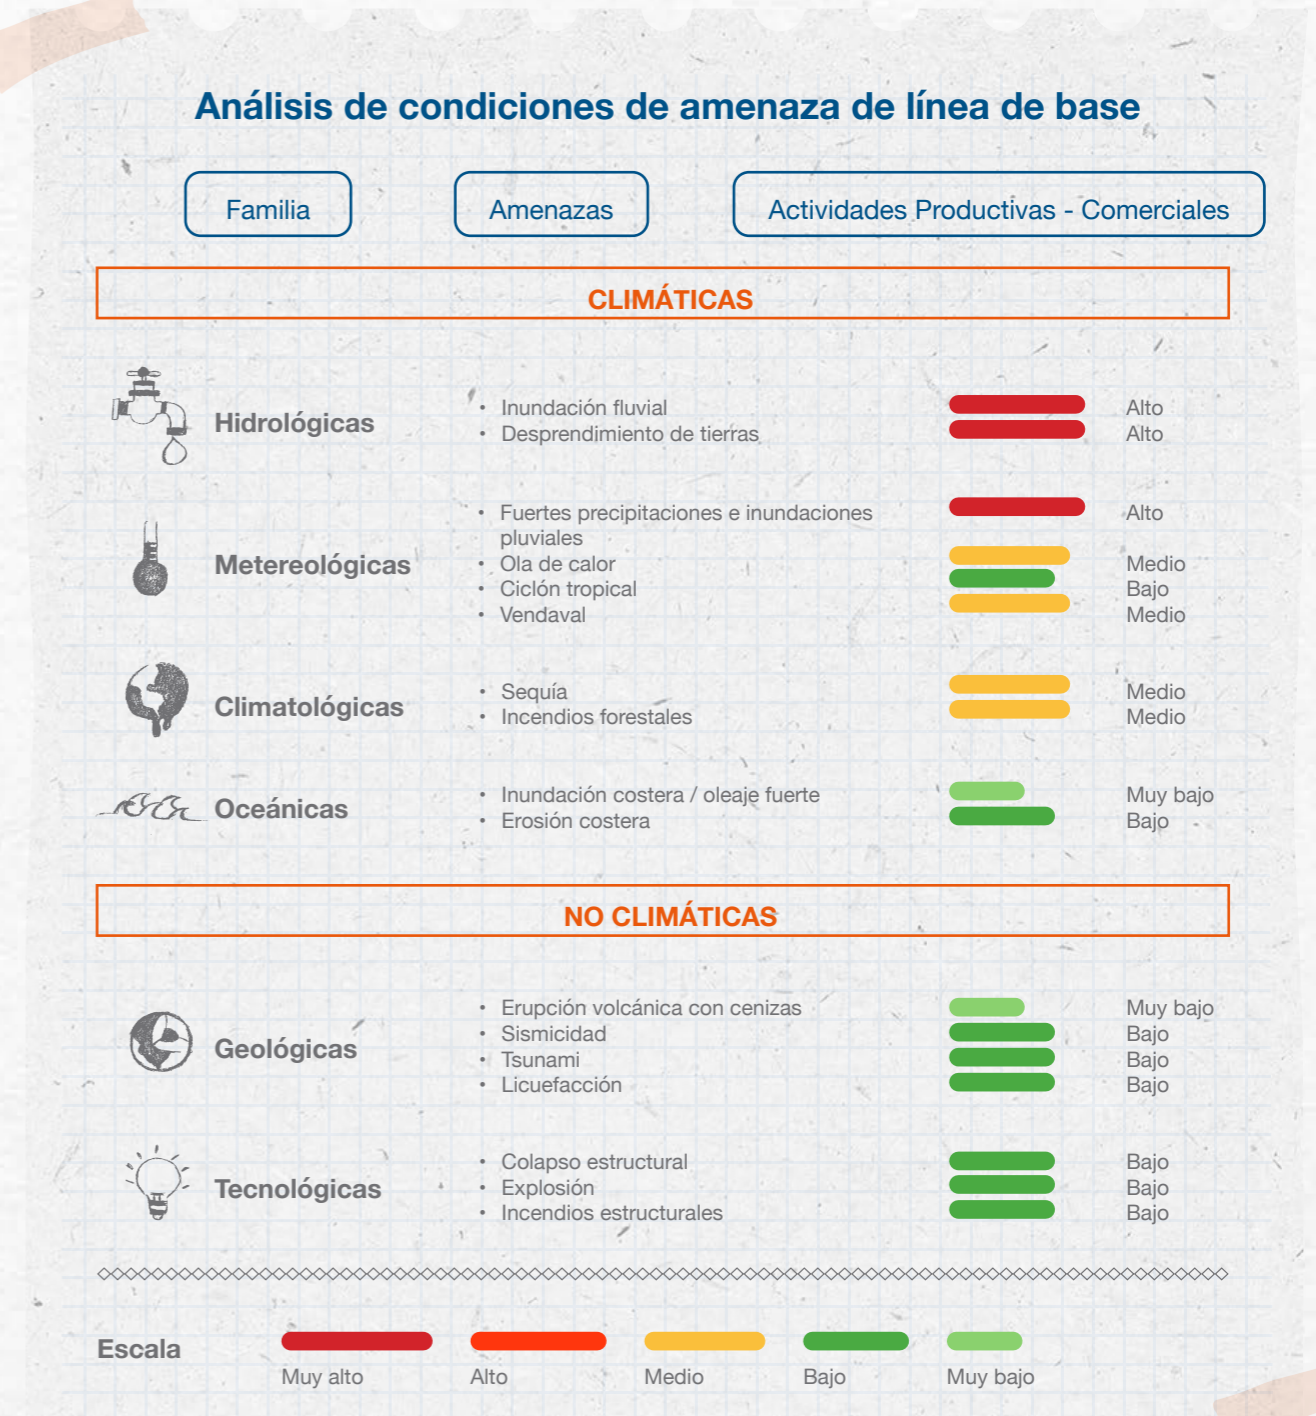 Análisis de condiciones de amenaza de línea de base
Familia
Amenazas
Actividades Productivas - Comerciales
CLIMÁTICAS
Hidrológicas
• Inundación fluvial
Alto
• Desprendimiento de tierras
Alto
Metereológicas
• Fuertes precipitaciones e inundaciones
pluviales
Alto
• Ola de calor
Medio
• Ciclón tropical
Bajo
• Vendaval
Medio
Climatológicas
• Sequía
Medio
• Incendios forestales
Medio
Oceánicas
• Inundación costera / oleaje fuerte
Muy bajo
• Erosión costera
Bajo
NO CLIMÁTICAS
Geológicas
• Erupción volcánica con cenizas
Muy bajo
• Sismicidad
Bajo
• Tsunami
Bajo
• Licuefacción
Bajo
Tecnológicas
• Colapso estructural
Bajo
• Explosión
Bajo
• Incendios estructurales
Bajo
Escala
Muy alto
Alto
Medio
Bajo
Muy bajo